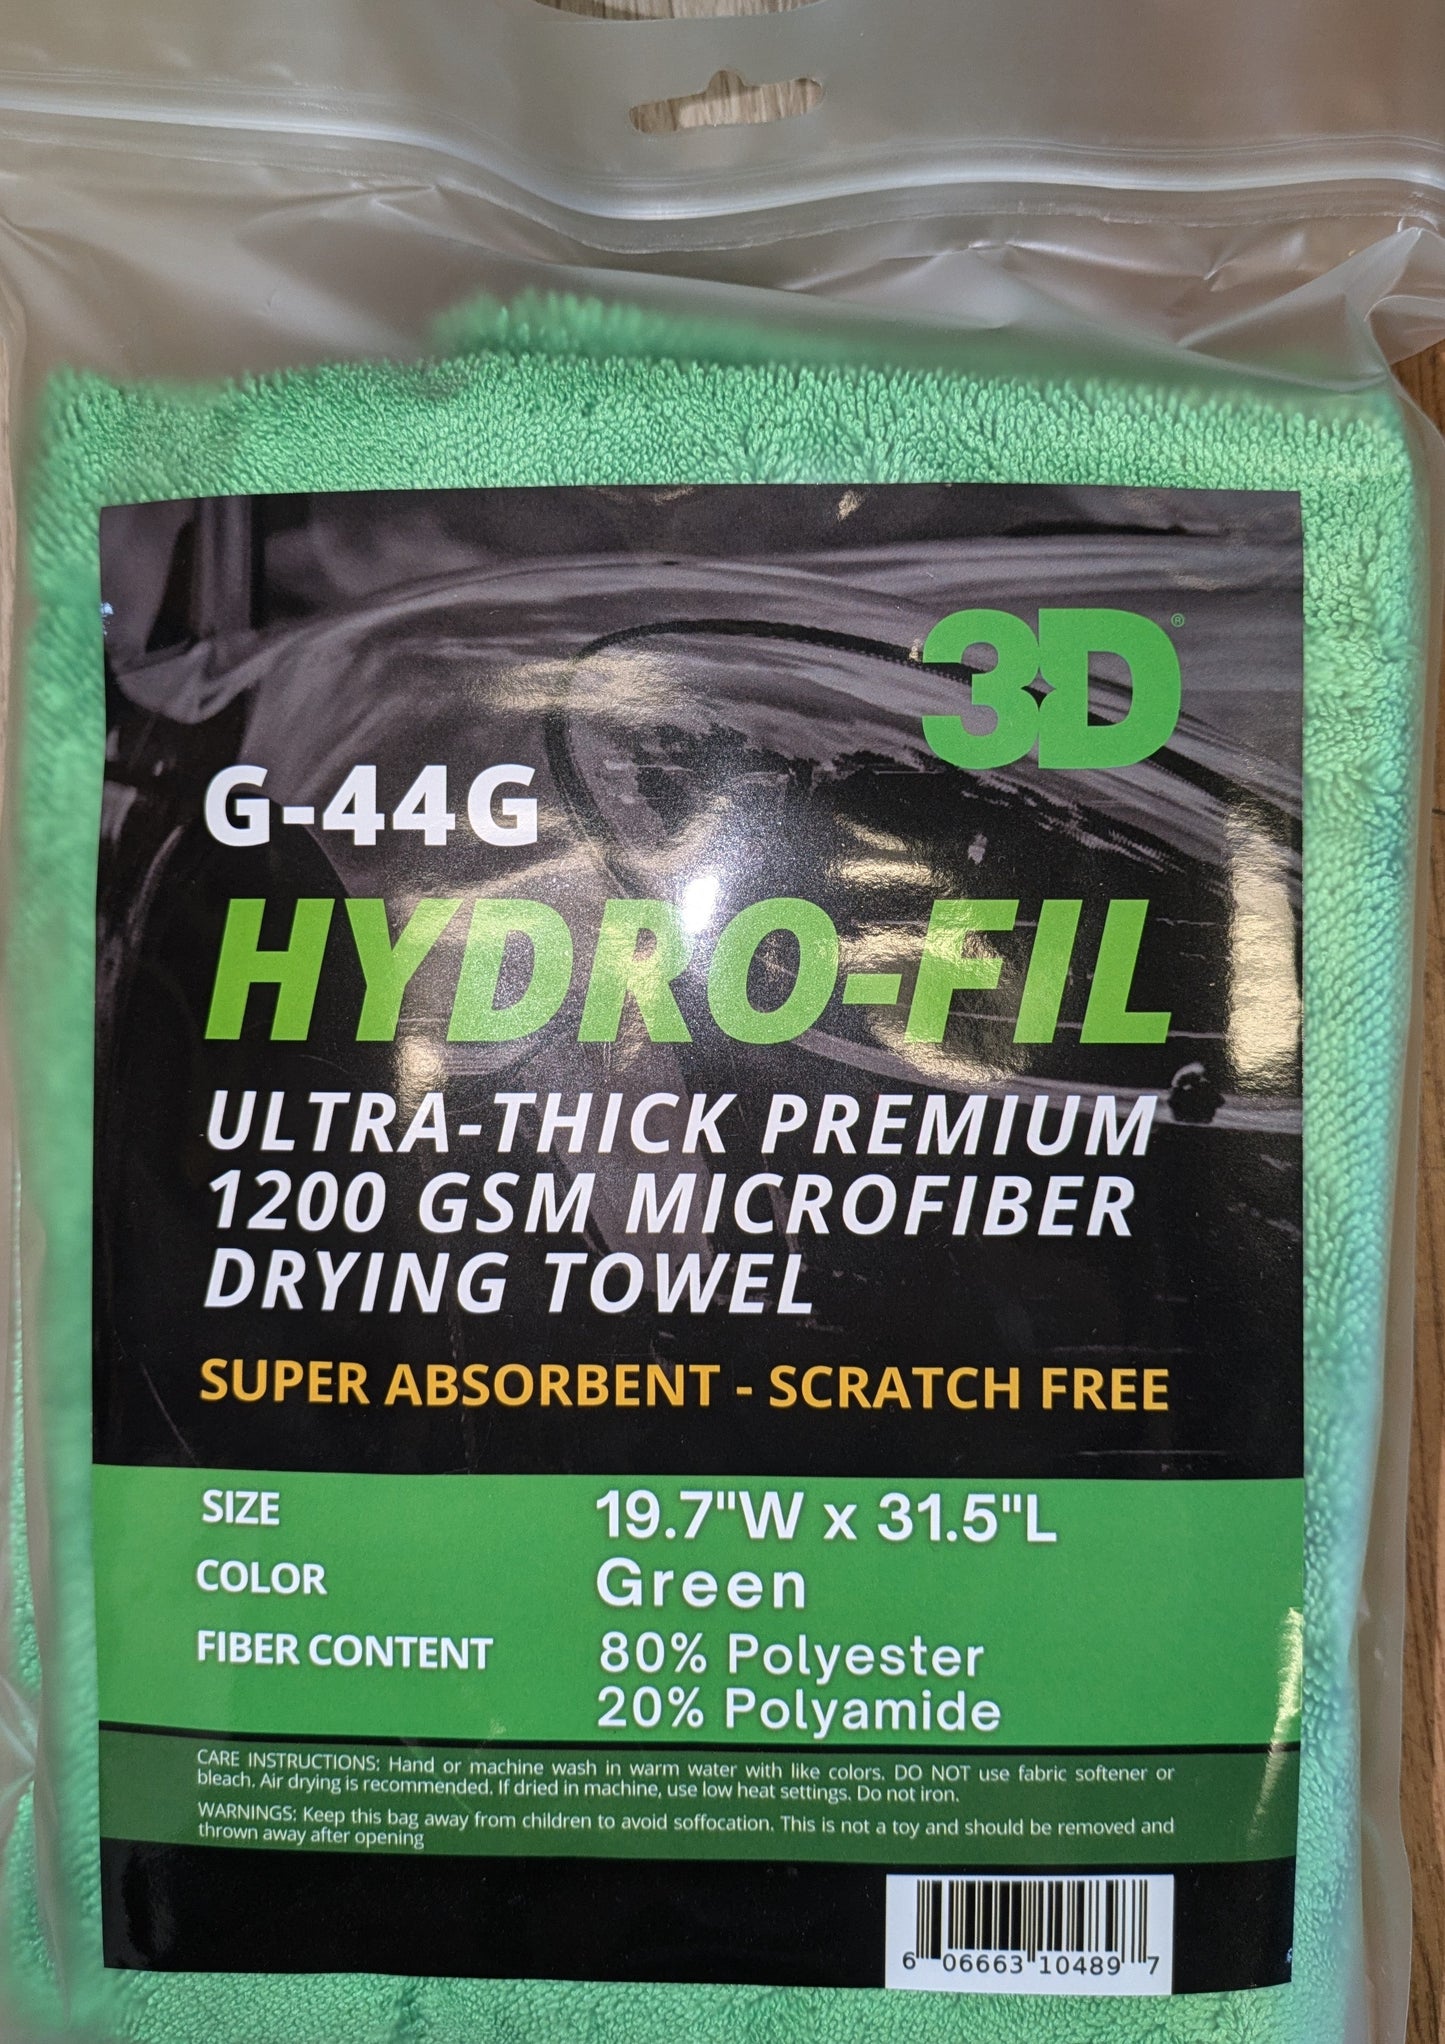 3D®
G-44G
HYDRO-FIL
ULTRA-THICK PREMIUM
1200 GSM MICROFIBER
DRYING TOWEL
SUPER ABSORBENT - SCRATCH FREE
SIZE 19.7"W x 31.5"L
COLOR Green
FIBER CONTENT 80% Polyester
20% Polyamide
CARE INSTRUCTIONS: Hand or machine wash in warm water with like colors. DO NOT use fabric softener or
bleach. Air drying is recommended. If dried in machine, use low heat settings. Do not iron.
WARNINGS: Keep this bag away from children to avoid soffocation. This is not a toy and should be removed and
thrown away after opening
6 06663 10489 7